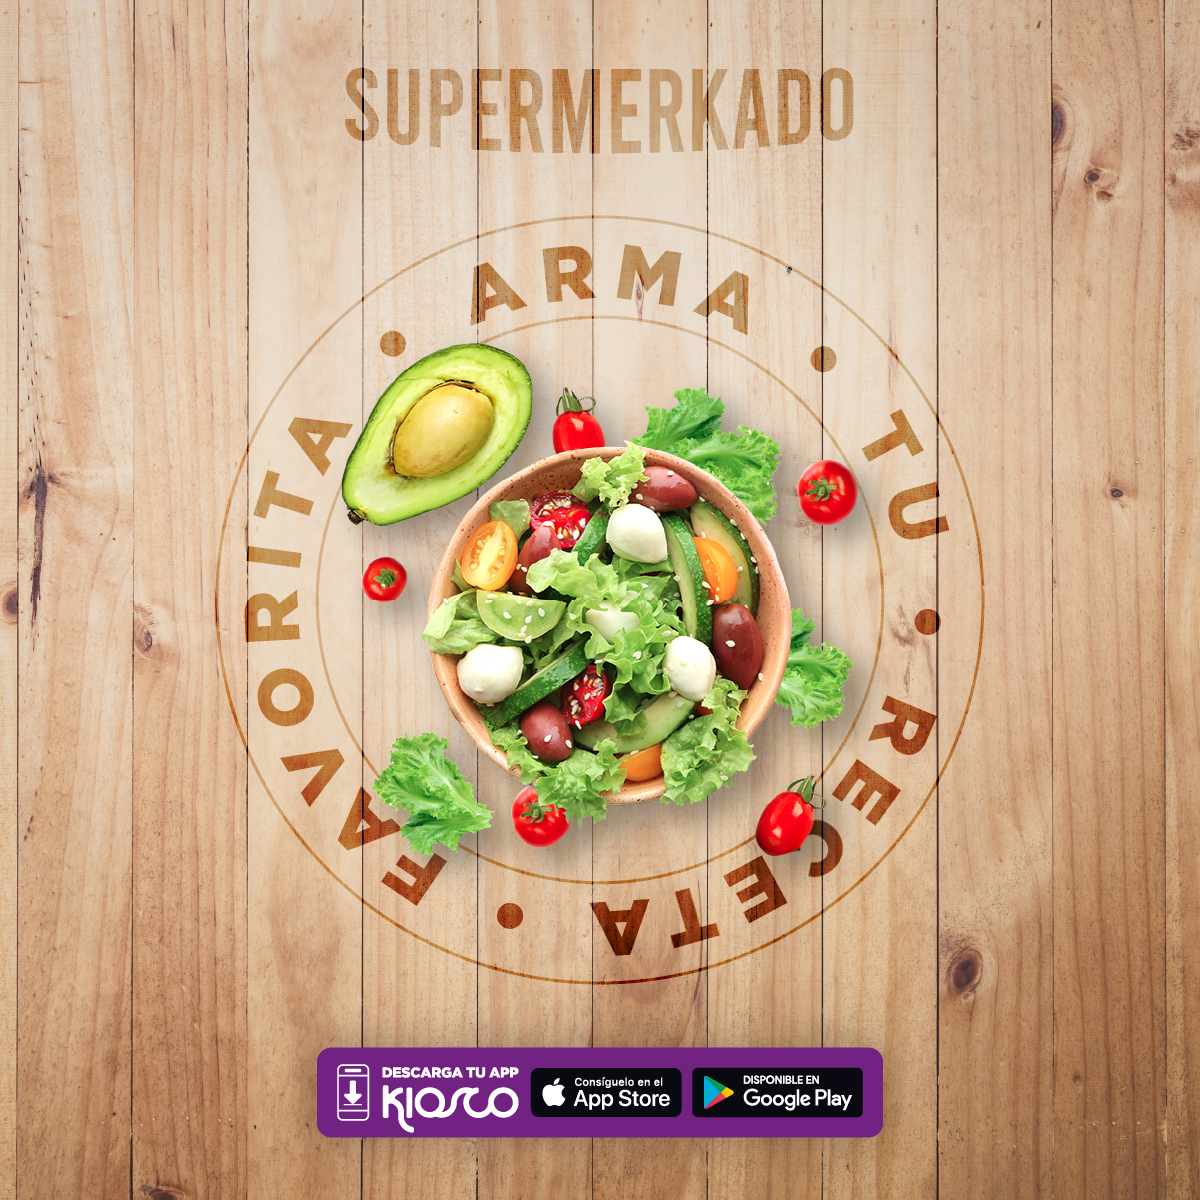 SUPERMERKADO
ARMA • TU • RECETA • FAVORITA •
DESCARGA TU APP
KIOSCO
Consíguelo en el
App Store
DISPONIBLE EN
Google Play